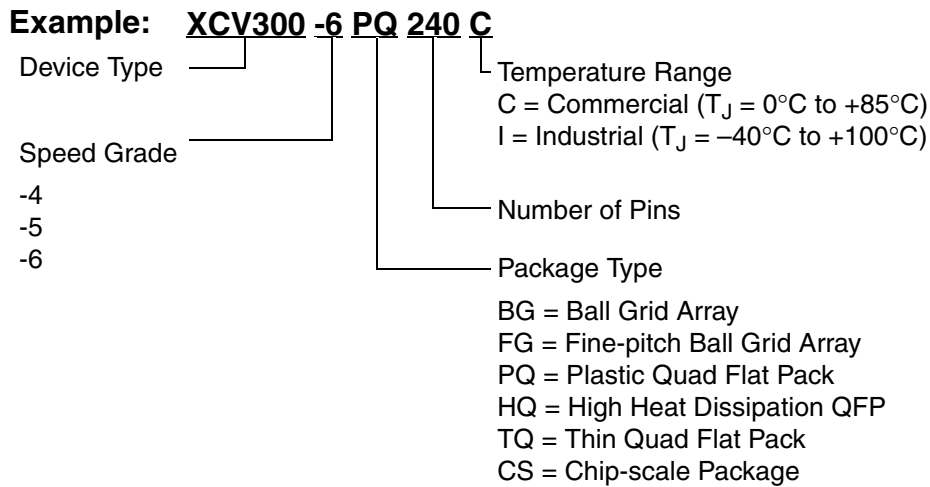 Example: XCV300 -6 PQ 240 C
Device Type
Speed Grade
-4
-5
-6
Temperature Range
C = Commercial (TJ = 0°C to +85°C)
I = Industrial (TJ = –40°C to +100°C)
Number of Pins
Package Type
BG = Ball Grid Array
FG = Fine-pitch Ball Grid Array
PQ = Plastic Quad Flat Pack
HQ = High Heat Dissipation QFP
TQ = Thin Quad Flat Pack
CS = Chip-scale Package